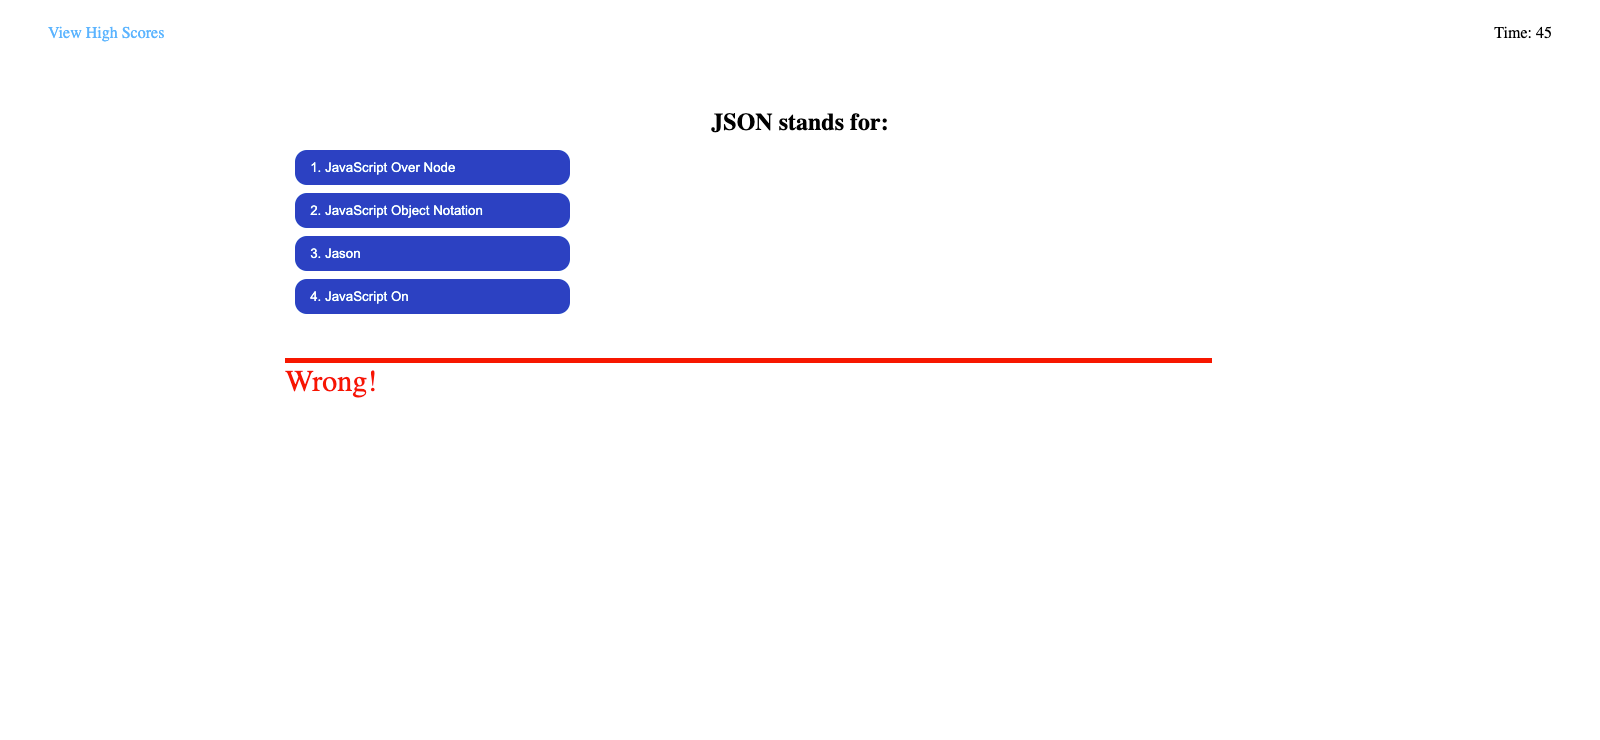 View High Scores
Time: 45
JSON stands for:
1. JavaScript Over Node
2. JavaScript Object Notation
3. Jason
4. JavaScript On
Wrong!